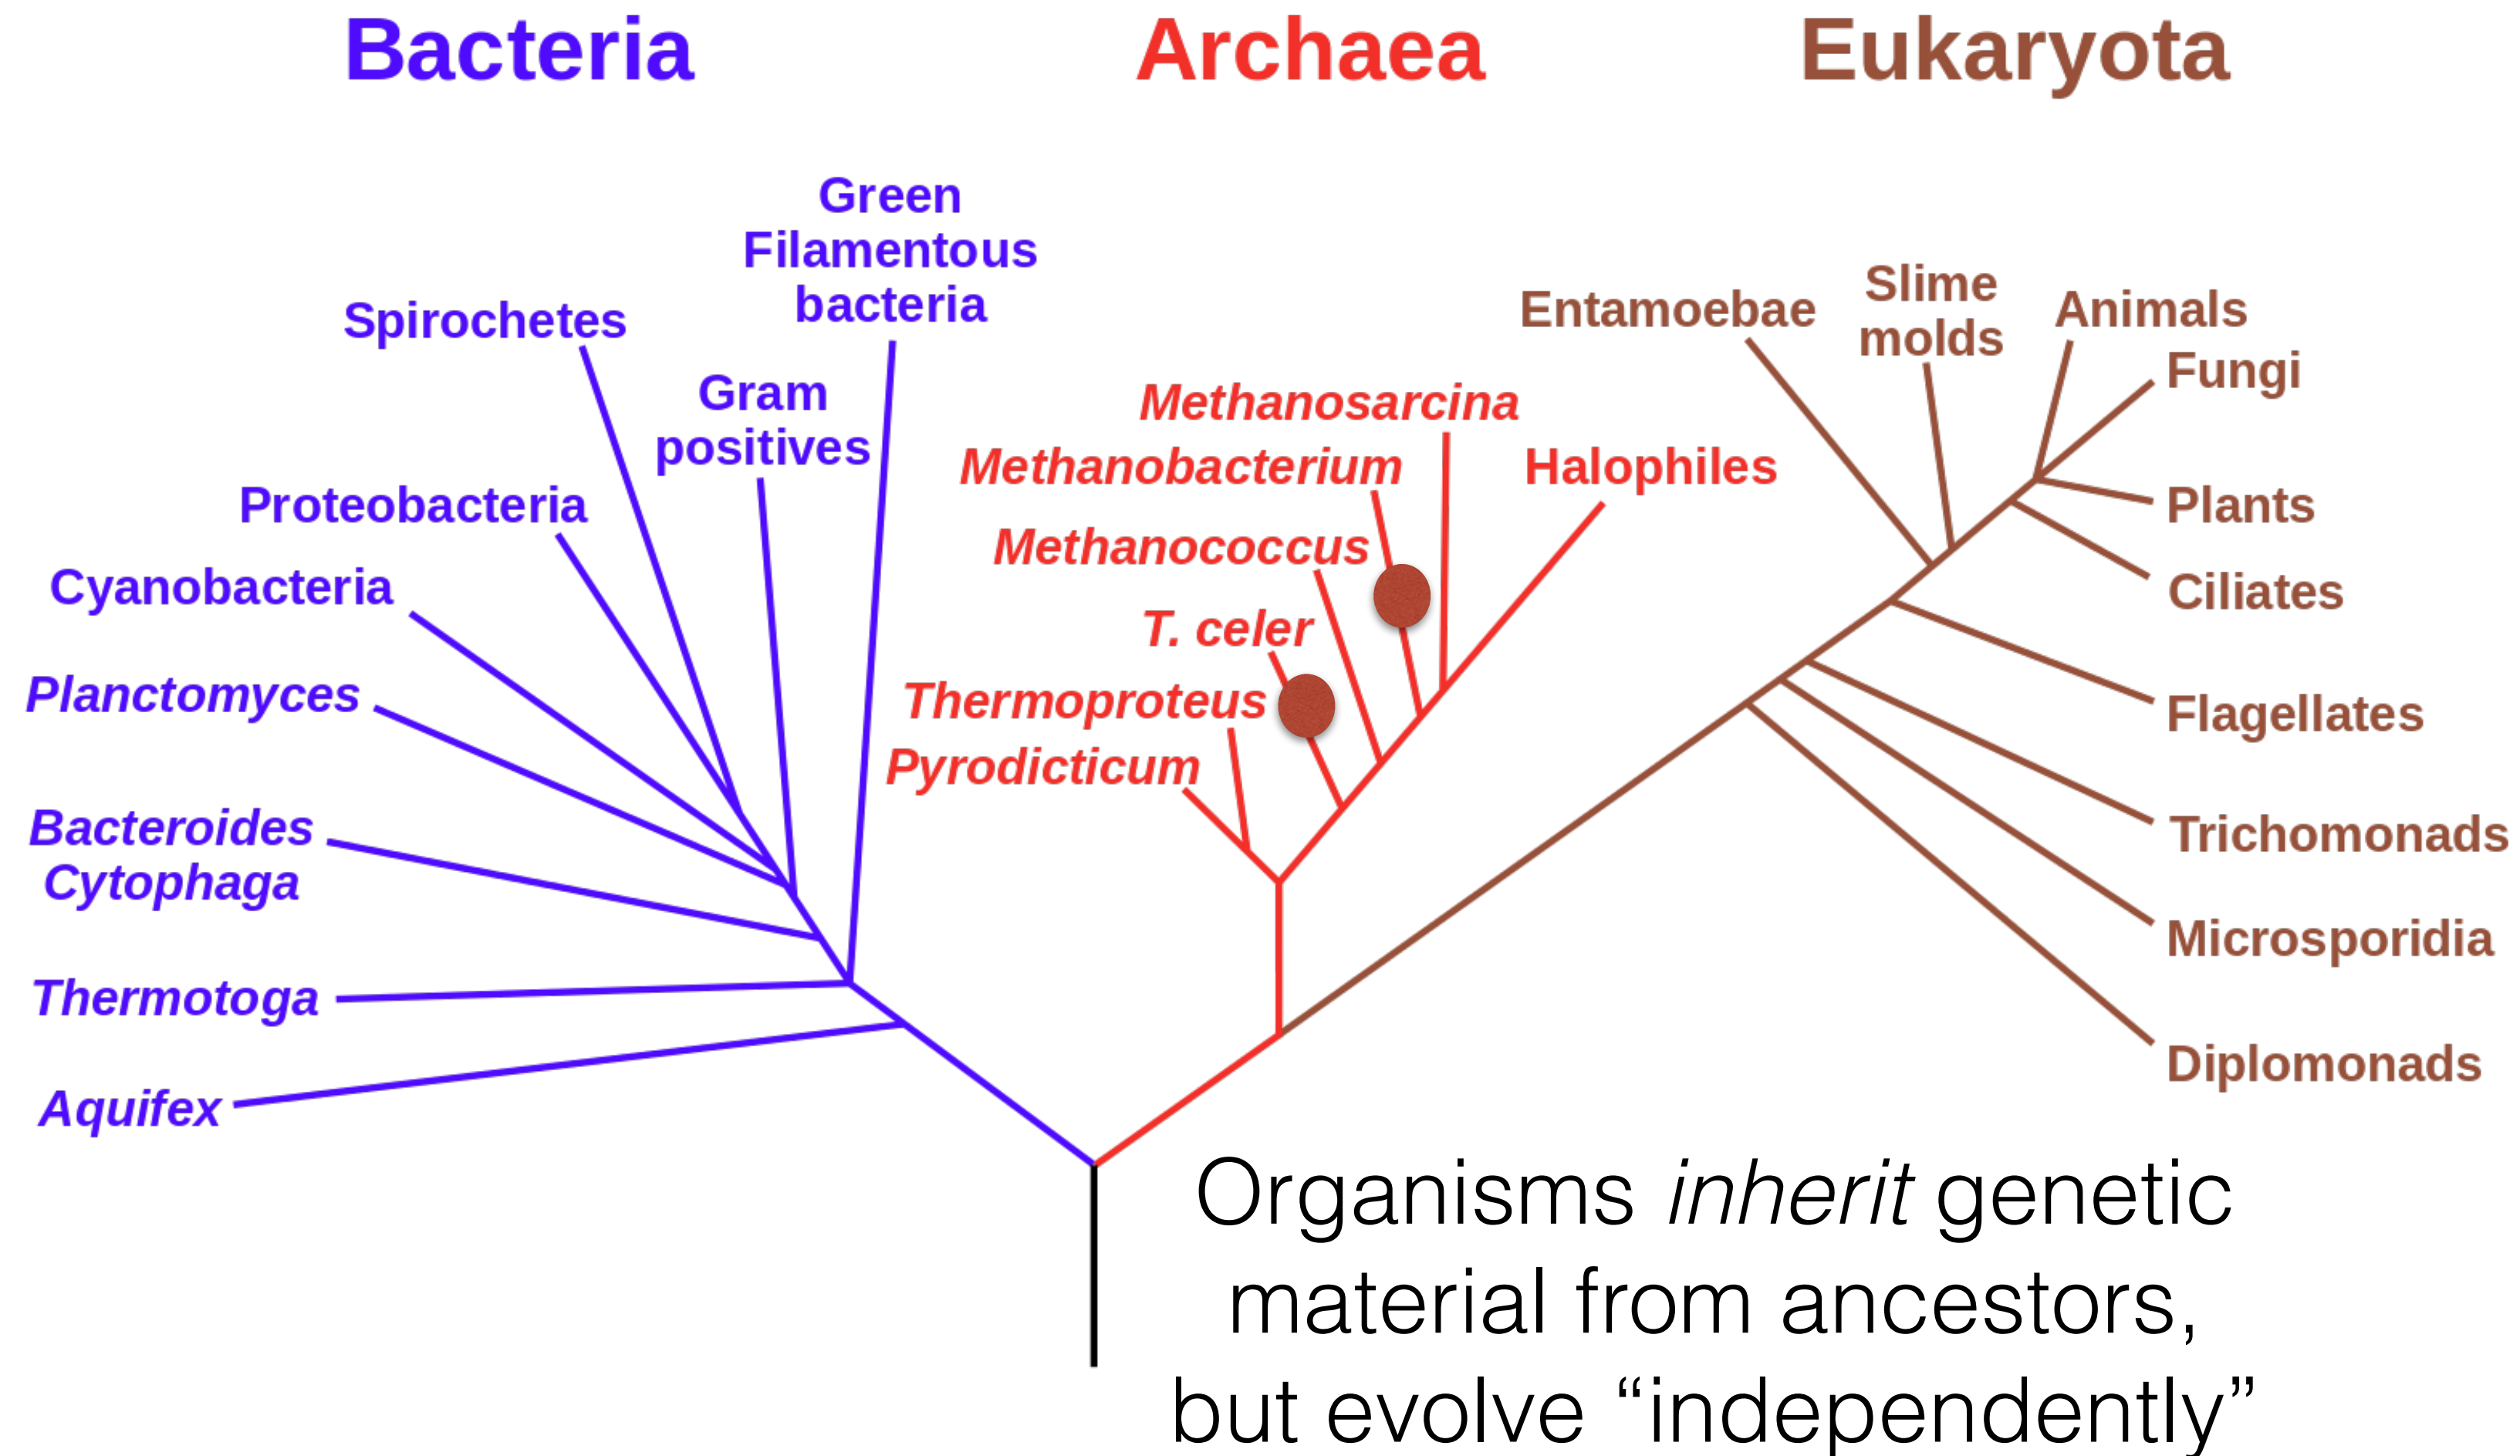 Bacteria
Archaea
Eukaryota
Green
Filamentous
bacteria
Spirochetes
Gram
positives
Proteobacteria
Cyanobacteria
Planctomyces
Bacteroides
Cytophaga
Thermotoga
Aquifex
Methanosarcina
Methanobacterium
Halophiles
Methanococcus
T. celer
Thermoproteus
Pyrodicticum
Entamoebae
Slime
molds
Animals
Fungi
Plants
Ciliates
Flagellates
Trichomonads
Microsporidia
Diplomonads
Organisms inherit genetic
material from ancestors,
but evolve “independently”